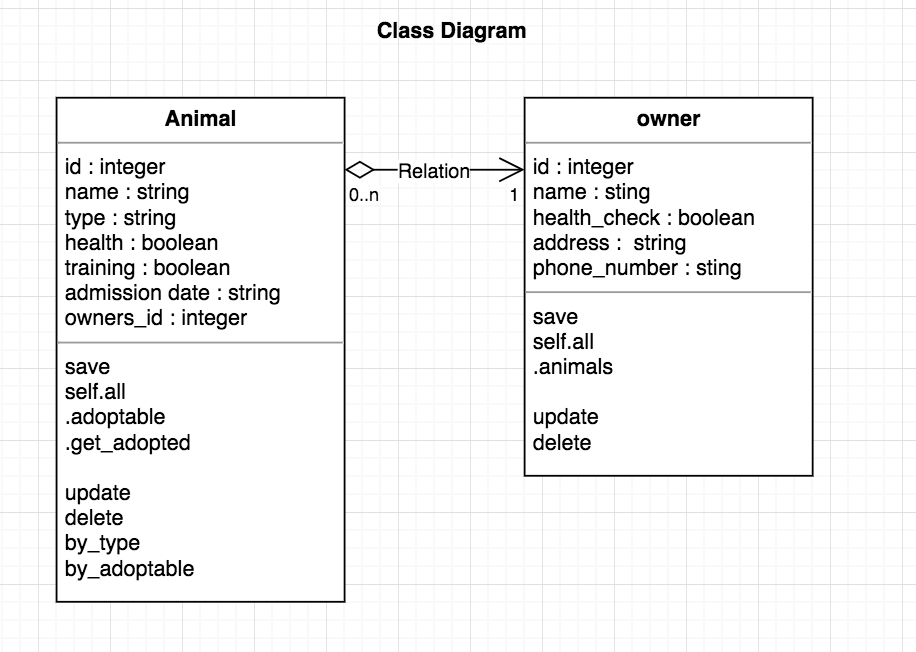 Class Diagram
Animal
id : integer
name : string
type : string
health : boolean
training : boolean
admission date : string
owners_id : integer
save
self.all
.adoptable
.get_adopted
update
delete
by_type
by_adoptable
Relation
0..n
1
owner
id : integer
name : sting
health_check : boolean
address :  string
phone_number : sting
save
self.all
.animals
update
delete